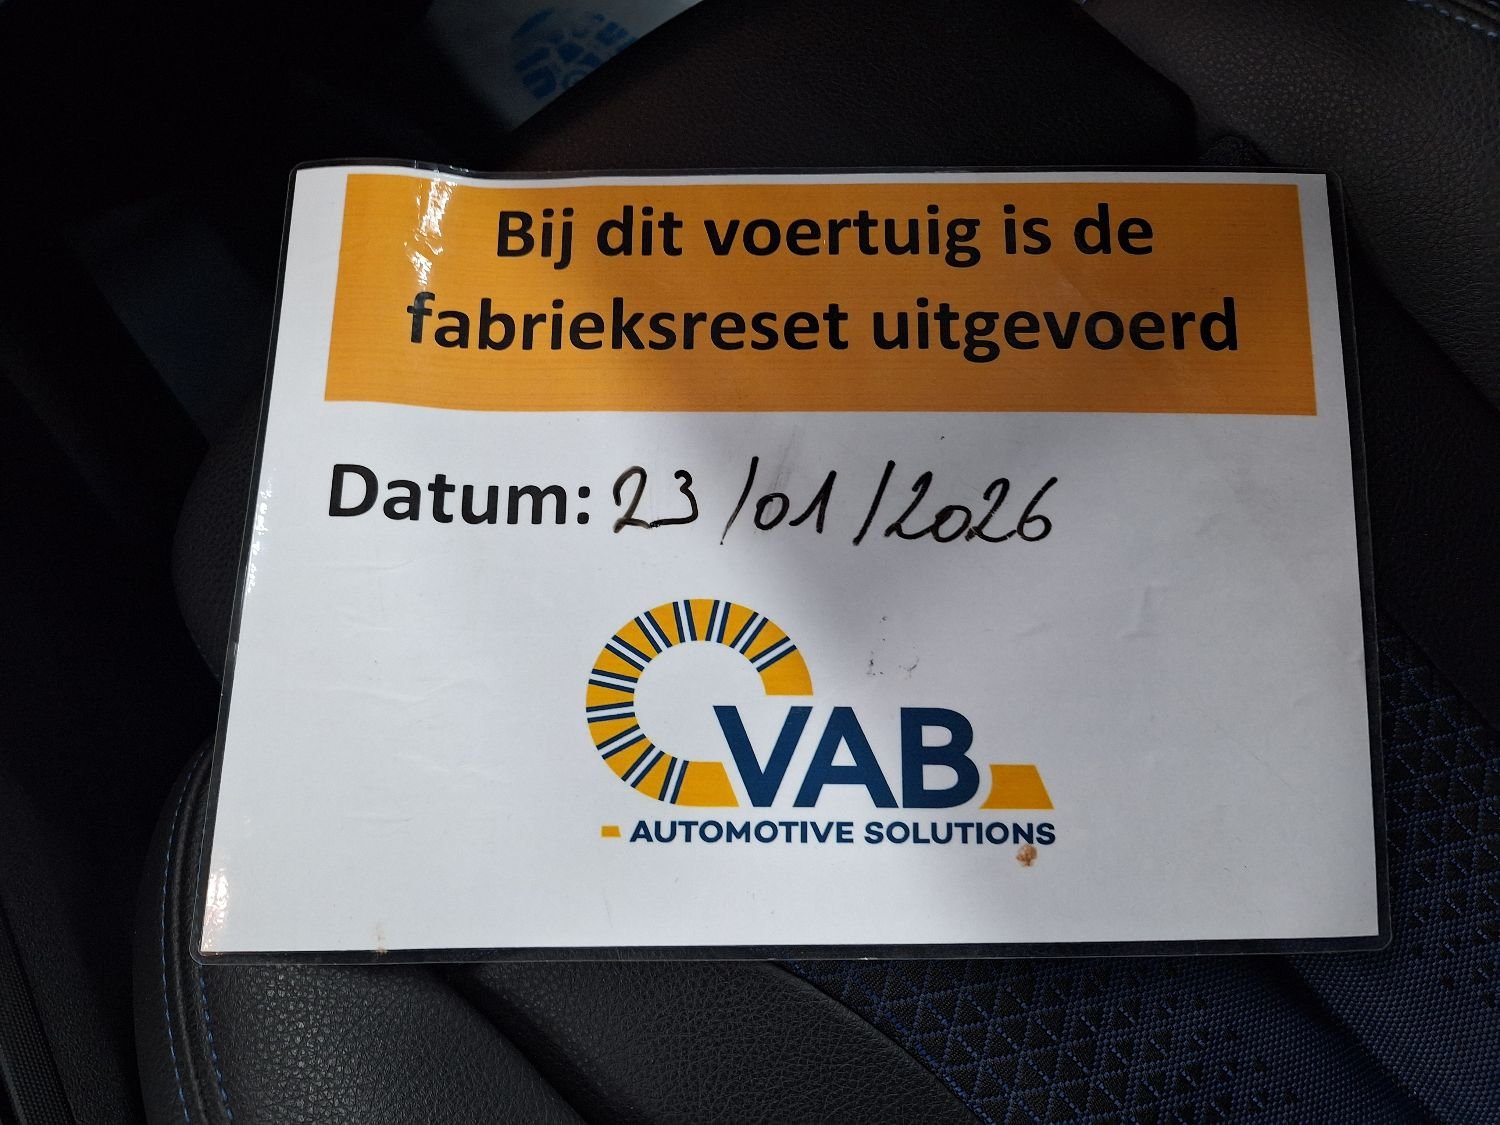 Bij dit voertuig is de
fabrieksreset uitgevoerd
Datum: 23/01/2026
VAB
AUTOMOTIVE SOLUTIONS